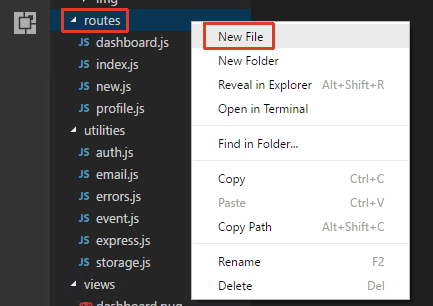 img
routes
JS dashboard.js
JS index.js
JS new.js
JS profile.js
utilities
JS auth.js
JS email.js
JS errors.js
JS event.js
JS express.js
JS storage.js
views
dashboard.pug
New File
New Folder
Reveal in Explorer Alt+Shift+R
Open in Terminal
Find in Folder...
Copy Ctrl+C
Paste Ctrl+V
Copy Path Alt+Shift+C
Rename F2
Delete Del